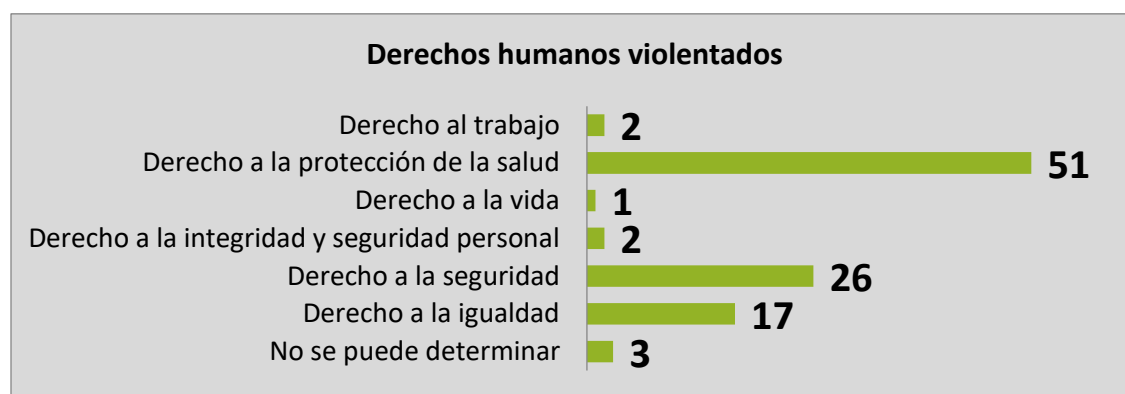 Derechos humanos violentados
Derecho al trabajo 2
Derecho a la protección de la salud 51
Derecho a la vida 1
Derecho a la integridad y seguridad personal 2
Derecho a la seguridad 26
Derecho a la igualdad 17
No se puede determinar 3